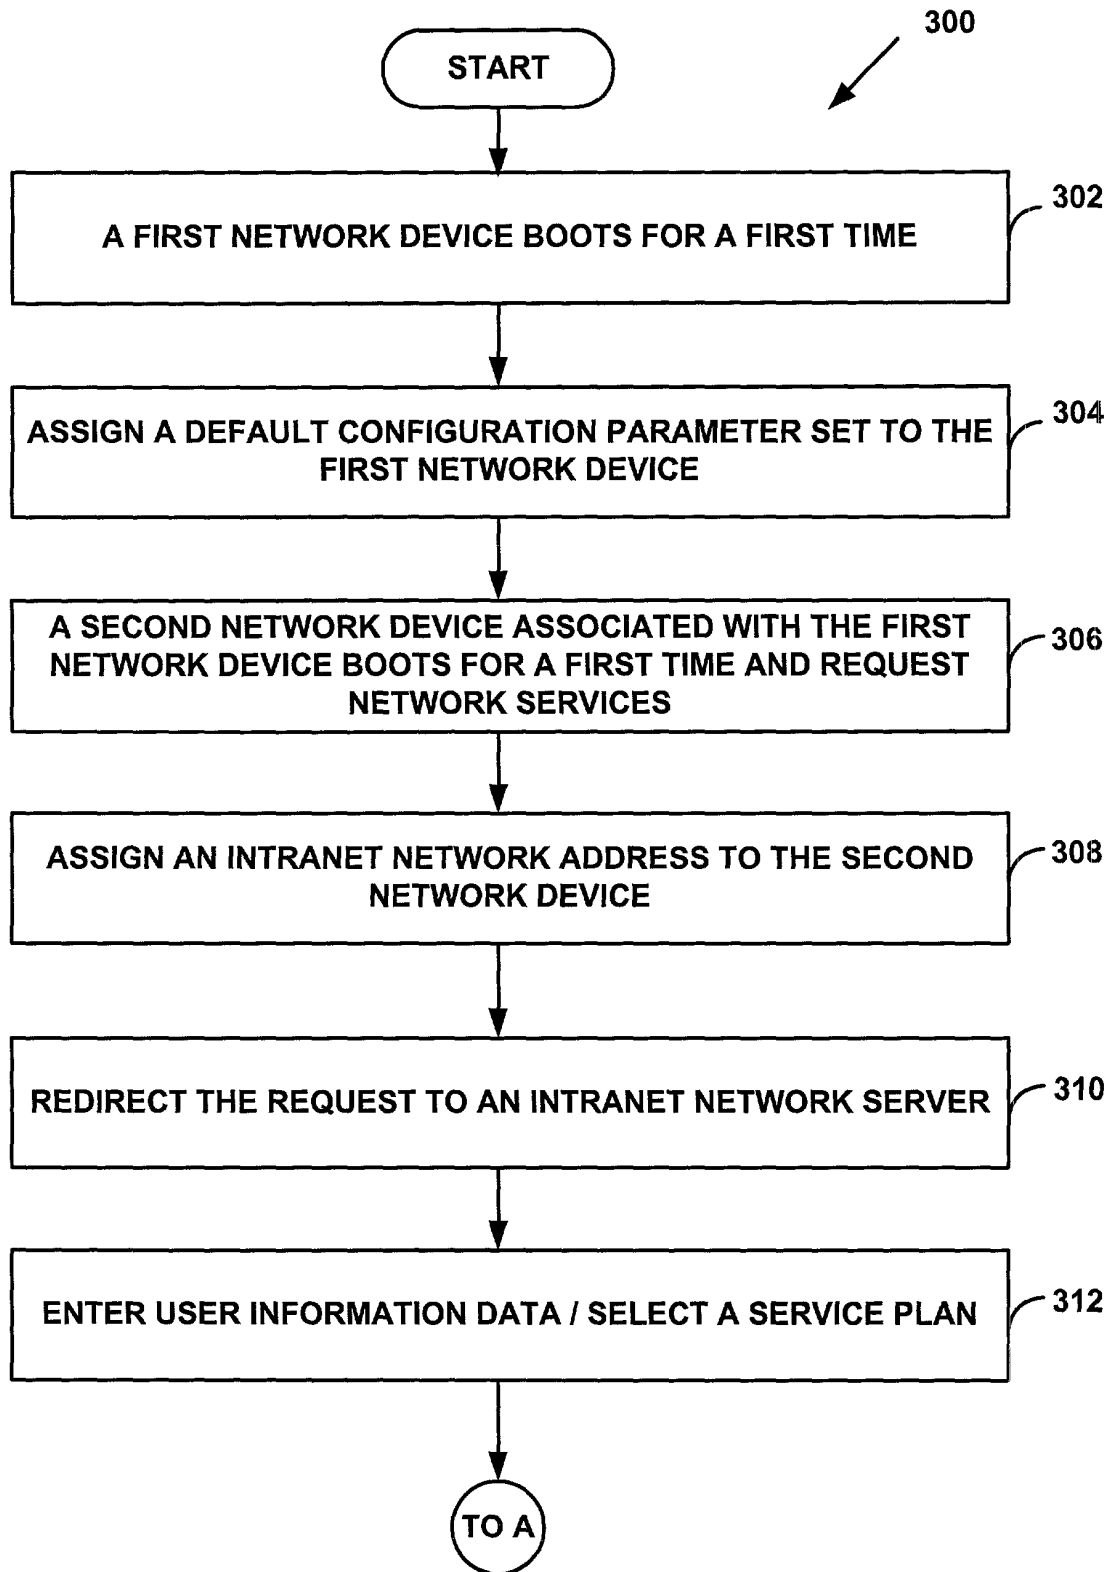 300
START
302
A FIRST NETWORK DEVICE BOOTS FOR A FIRST TIME
304
ASSIGN A DEFAULT CONFIGURATION PARAMETER SET TO THE
FIRST NETWORK DEVICE
306
A SECOND NETWORK DEVICE ASSOCIATED WITH THE FIRST
NETWORK DEVICE BOOTS FOR A FIRST TIME AND REQUEST
NETWORK SERVICES
308
ASSIGN AN INTRANET NETWORK ADDRESS TO THE SECOND
NETWORK DEVICE
310
REDIRECT THE REQUEST TO AN INTRANET NETWORK SERVER
312
ENTER USER INFORMATION DATA / SELECT A SERVICE PLAN
TO A